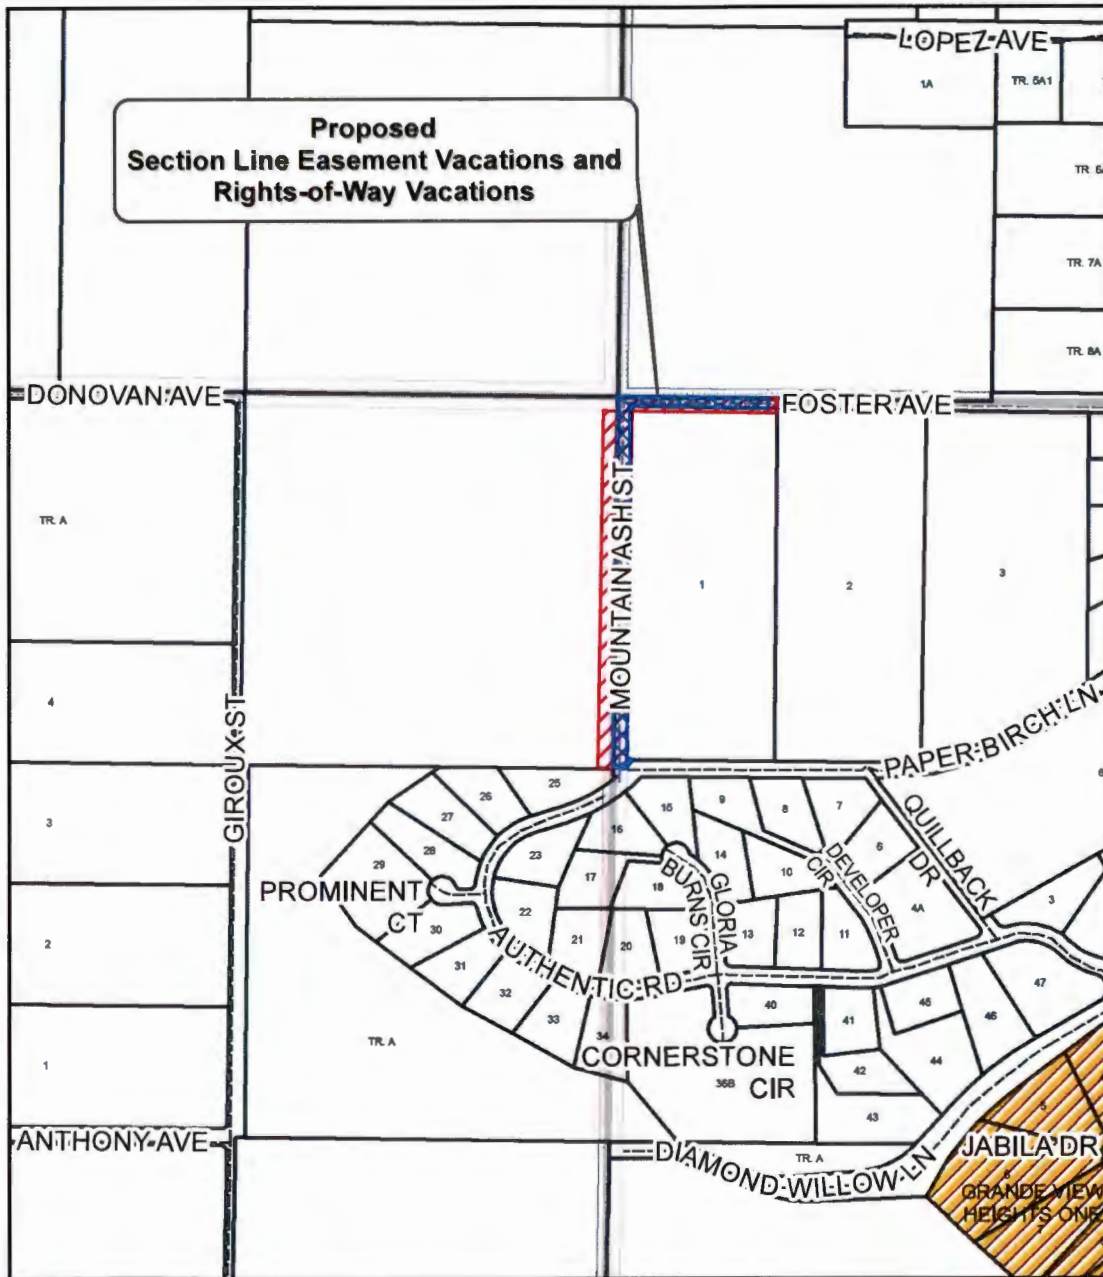 LOPEZ AVE
1A
TR. 5A1
Proposed
Section Line Easement Vacations and
Rights-of-Way Vacations
TR. 7A
TR. 8A
DONOVAN AVE
FOSTER AVE
TR. A
MOUNTAIN ASH ST
1
2
3
4
GIROUX ST
PAPER BIRCH LN
QUILLBACK
DR
3
25
26
27
28
29
9
8
7
6
15
16
14
23
17
18
10
DEVELOPER
CIR
PROMINENT
CT
BURNS CIR
GLORIA
22
4A
3
30
2
21
20
19
13
12
11
AUTHENTIC RD
31
32
33
34
47
45
46
40
41
1
TR. A
CORNERSTONE
CIR
36B
42
44
43
ANTHONY AVE
DIAMOND WILLOW LN
TR. A
5
JABILA DR
GRANDE VIEW
HEIGHTS ONE